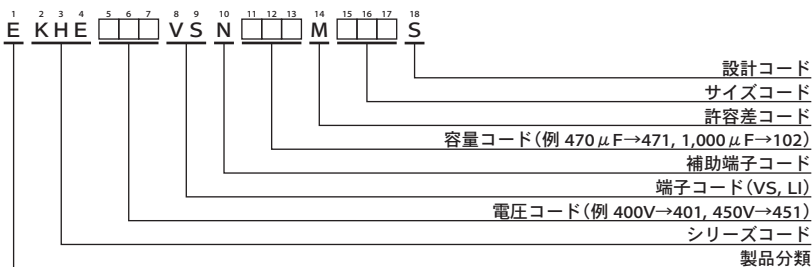 1 2 3 4 5 6 7 8 9 10 11 12 13 14 15 16 17 18
E KHE □□□ VS N □□□ M □□□ S
設計コード
サイズコード
許容差コード
容量コード(例 470μF→471, 1,000μF→102)
補助端子コード
端子コード(VS, LI)
電圧コード(例 400V→401, 450V→451)
シリーズコード
製品分類